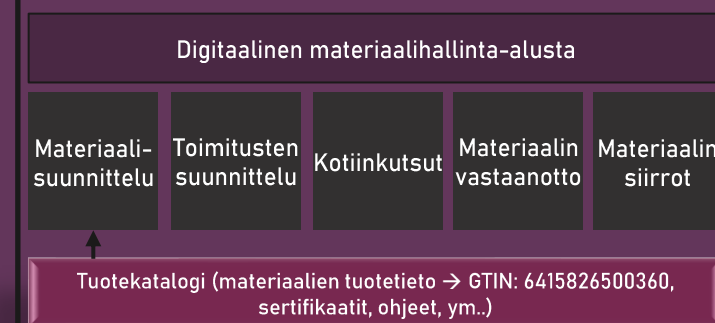 Digitaalinen materiaalihallinta-alusta
Materiaali-
suunnittelu
Toimitusten
suunnittelu
Kotiinkutsut
Materiaalin
vastaanotto
Materiaalin
siirrot
Tuotekatalogi (materiaalien tuotetieto → GTIN: 6415826500360,
sertifikaatit, ohjeet, ym..)